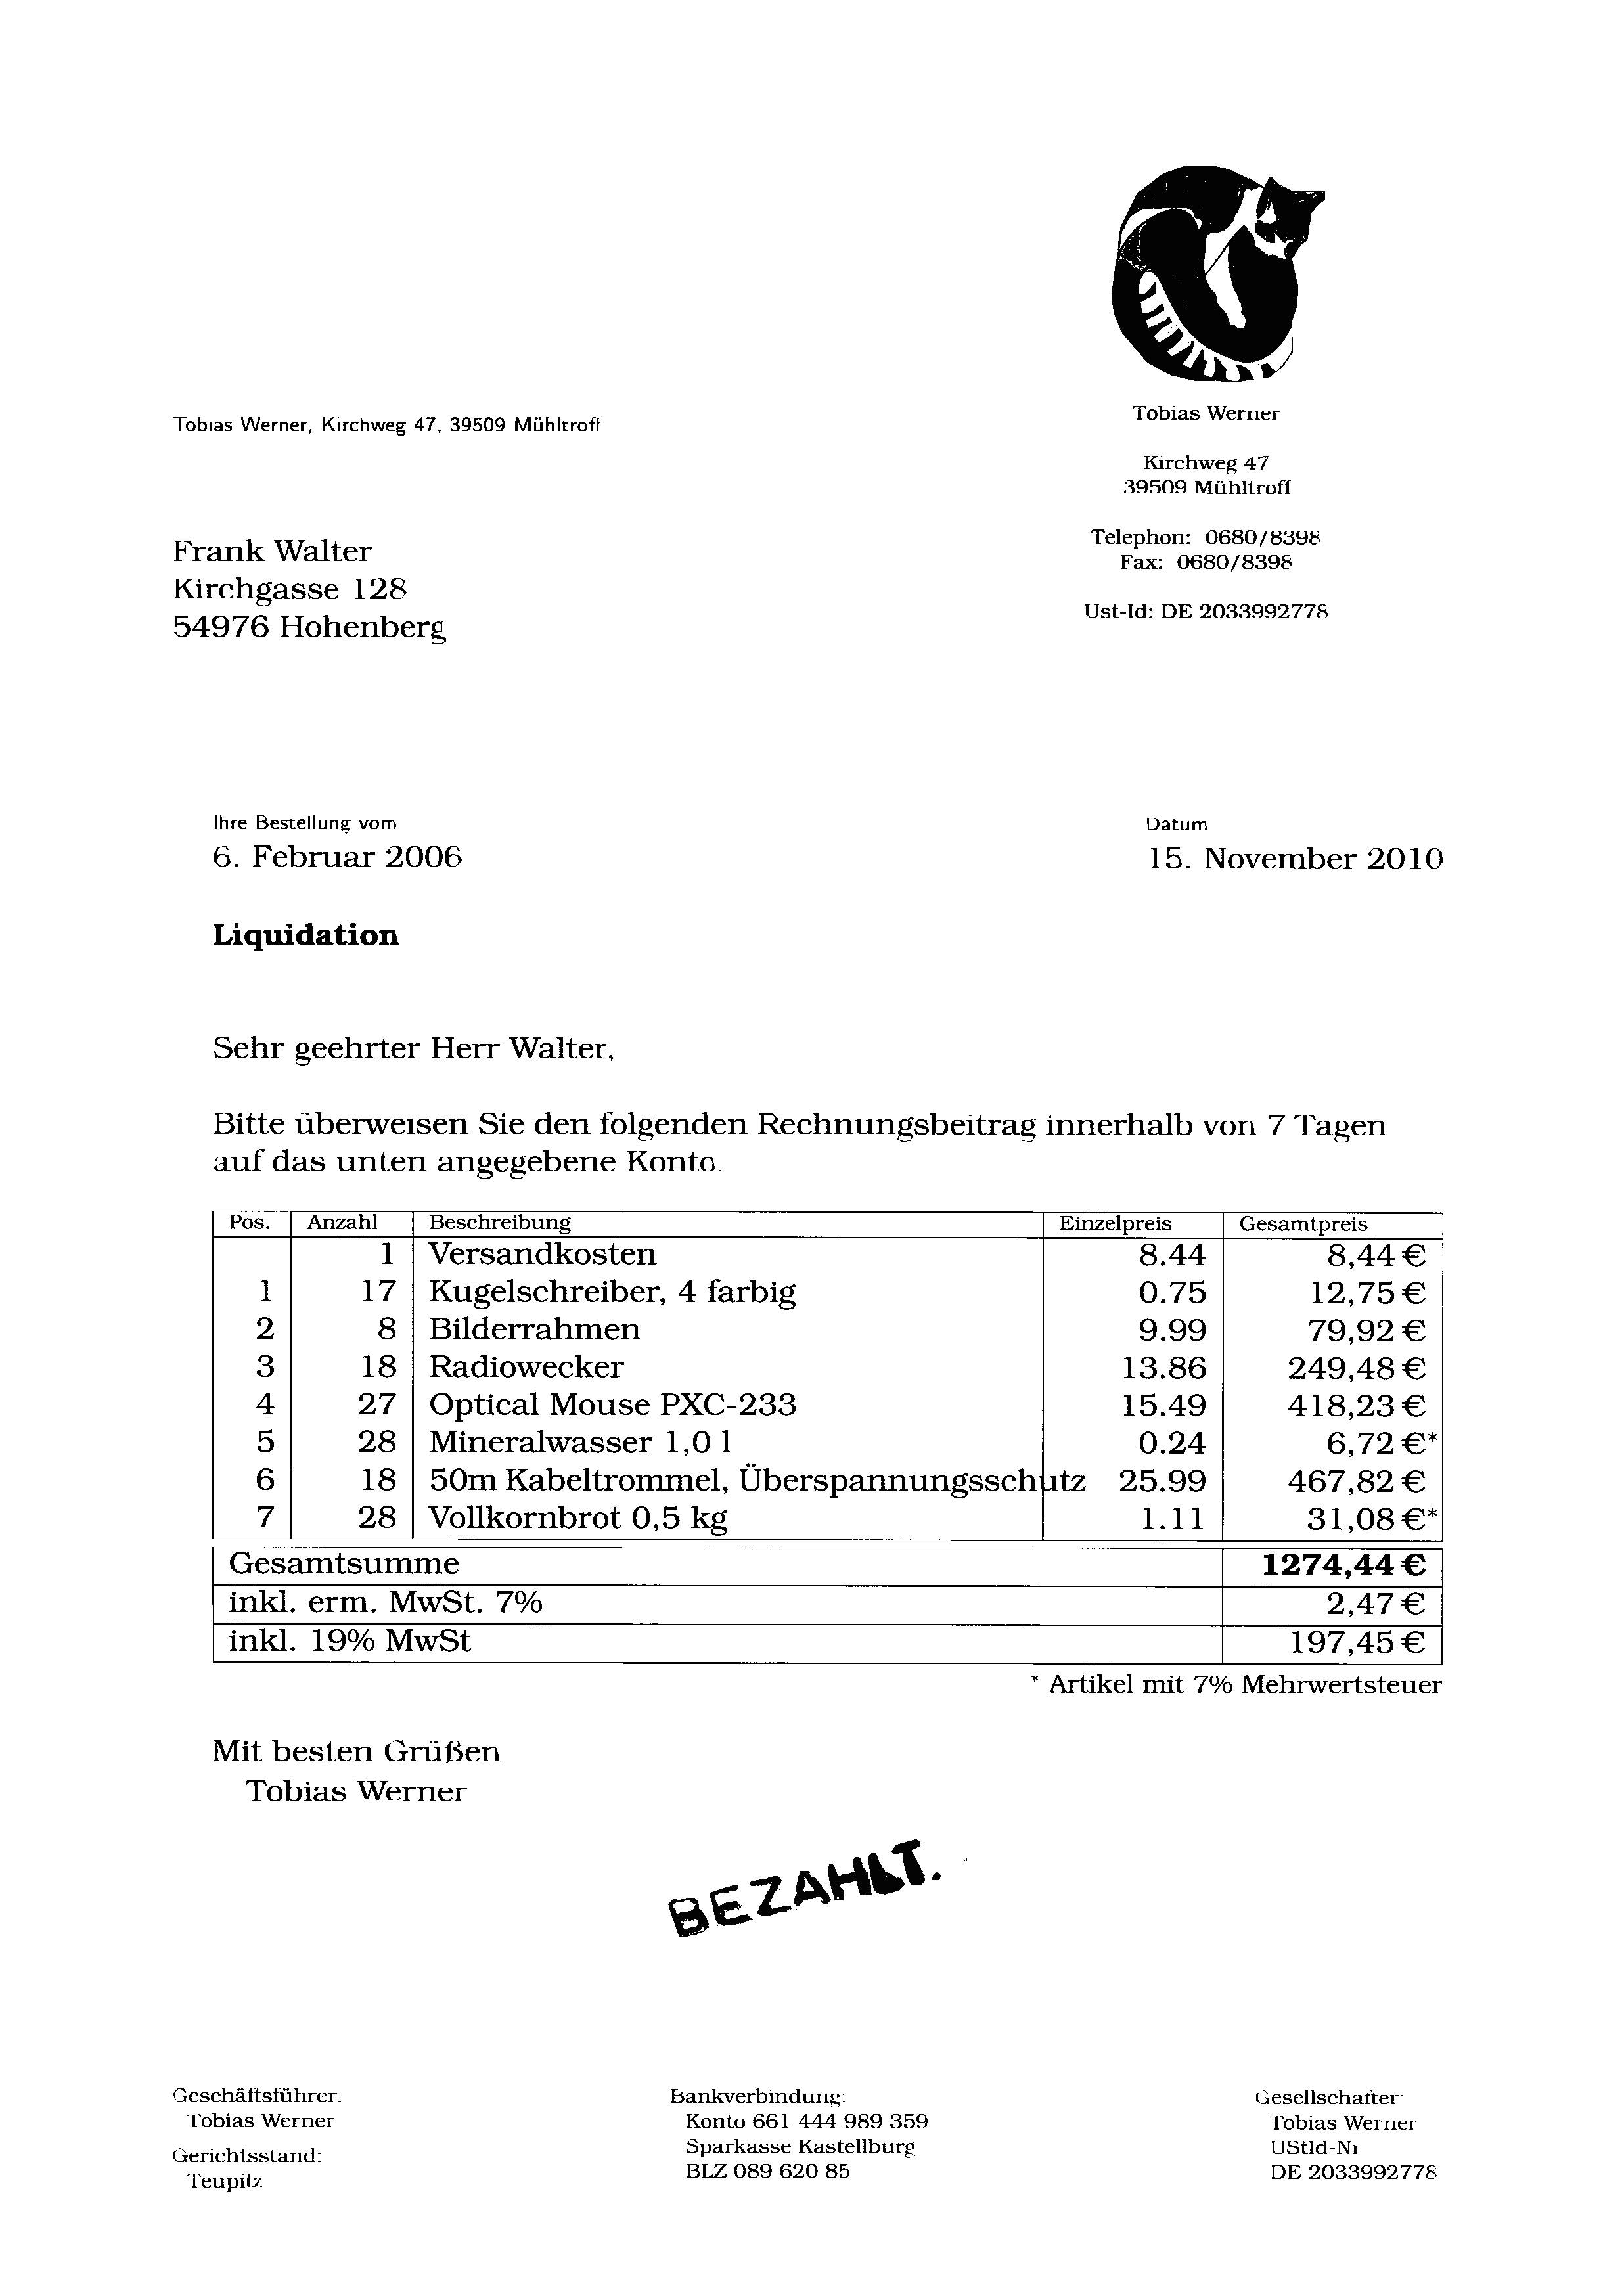 Tobias Werner, Kirchweg 47, 39509 Mühltroff
Tobias Werner
Kirchweg 47
39509 Mühltroff
Telephon: 0680/8398
Fax: 0680/8398
Ust-Id: DE 2033992778
Frank Walter
Kirchgasse 128
54976 Hohenberg
Ihre Bestellung vom
6. Februar 2006
Datum
15. November 2010
Liquidation
Sehr geehrter Herr Walter,
Bitte überweisen Sie den folgenden Rechnungsbeitrag innerhalb von 7 Tagen
auf das unten angegebene Konto.
Pos. Anzahl Beschreibung Einzelpreis Gesamtpreis
1 Versandkosten 8.44 8,44 €
1 17 Kugelschreiber, 4 farbig 0.75 12,75 €
2 8 Bilderrahmen 9.99 79,92 €
3 18 Radiowecker 13.86 249,48 €
4 27 Optical Mouse PXC-233 15.49 418,23 €
5 28 Mineralwasser 1,0 l 0.24 6,72 €*
6 18 50m Kabeltrommel, Überspannungsschutz 25.99 467,82 €
7 28 Vollkornbrot 0,5 kg 1.11 31,08 €*
Gesamtsumme 1274,44 €
inkl. erm. MwSt. 7% 2,47 €
inkl. 19% MwSt 197,45 €
* Artikel mit 7% Mehrwertsteuer
Mit besten Grüßen
Tobias Werner
BEZAHLT.
Geschäftsführer:
Tobias Werner
Gerichtsstand:
Teupitz
Bankverbindung:
Konto 661 444 989 359
Sparkasse Kastellburg
BLZ 089 620 85
Gesellschafter
Tobias Werner
UStId-Nr
DE 2033992778